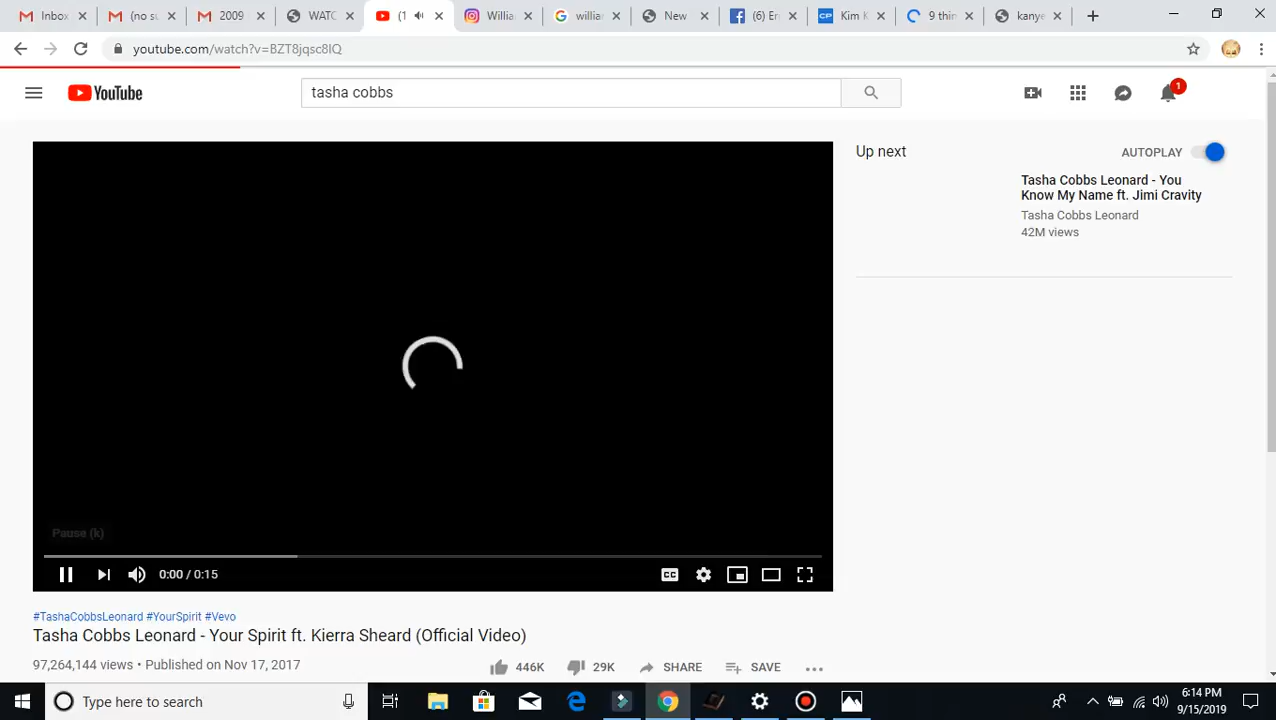 Inbox
(no su
2009
WATC
(1
Willia
willia
New
(6) Er
CP
Kim K
9 thin
kanye
youtube.com/watch?v=BZT8jqsc8lQ
YouTube
tasha cobbs
1
Up next
AUTOPLAY
Tasha Cobbs Leonard - You
Know My Name ft. Jimi Cravity
Tasha Cobbs Leonard
42M views
Pause (k)
0:00 / 0:15
CC
#TashaCobbsLeonard #YourSpirit #Vevo
Tasha Cobbs Leonard - Your Spirit ft. Kierra Sheard (Official Video)
97,264,144 views • Published on Nov 17, 2017
446K
29K
SHARE
SAVE
Type here to search
6:14 PM
9/15/2019